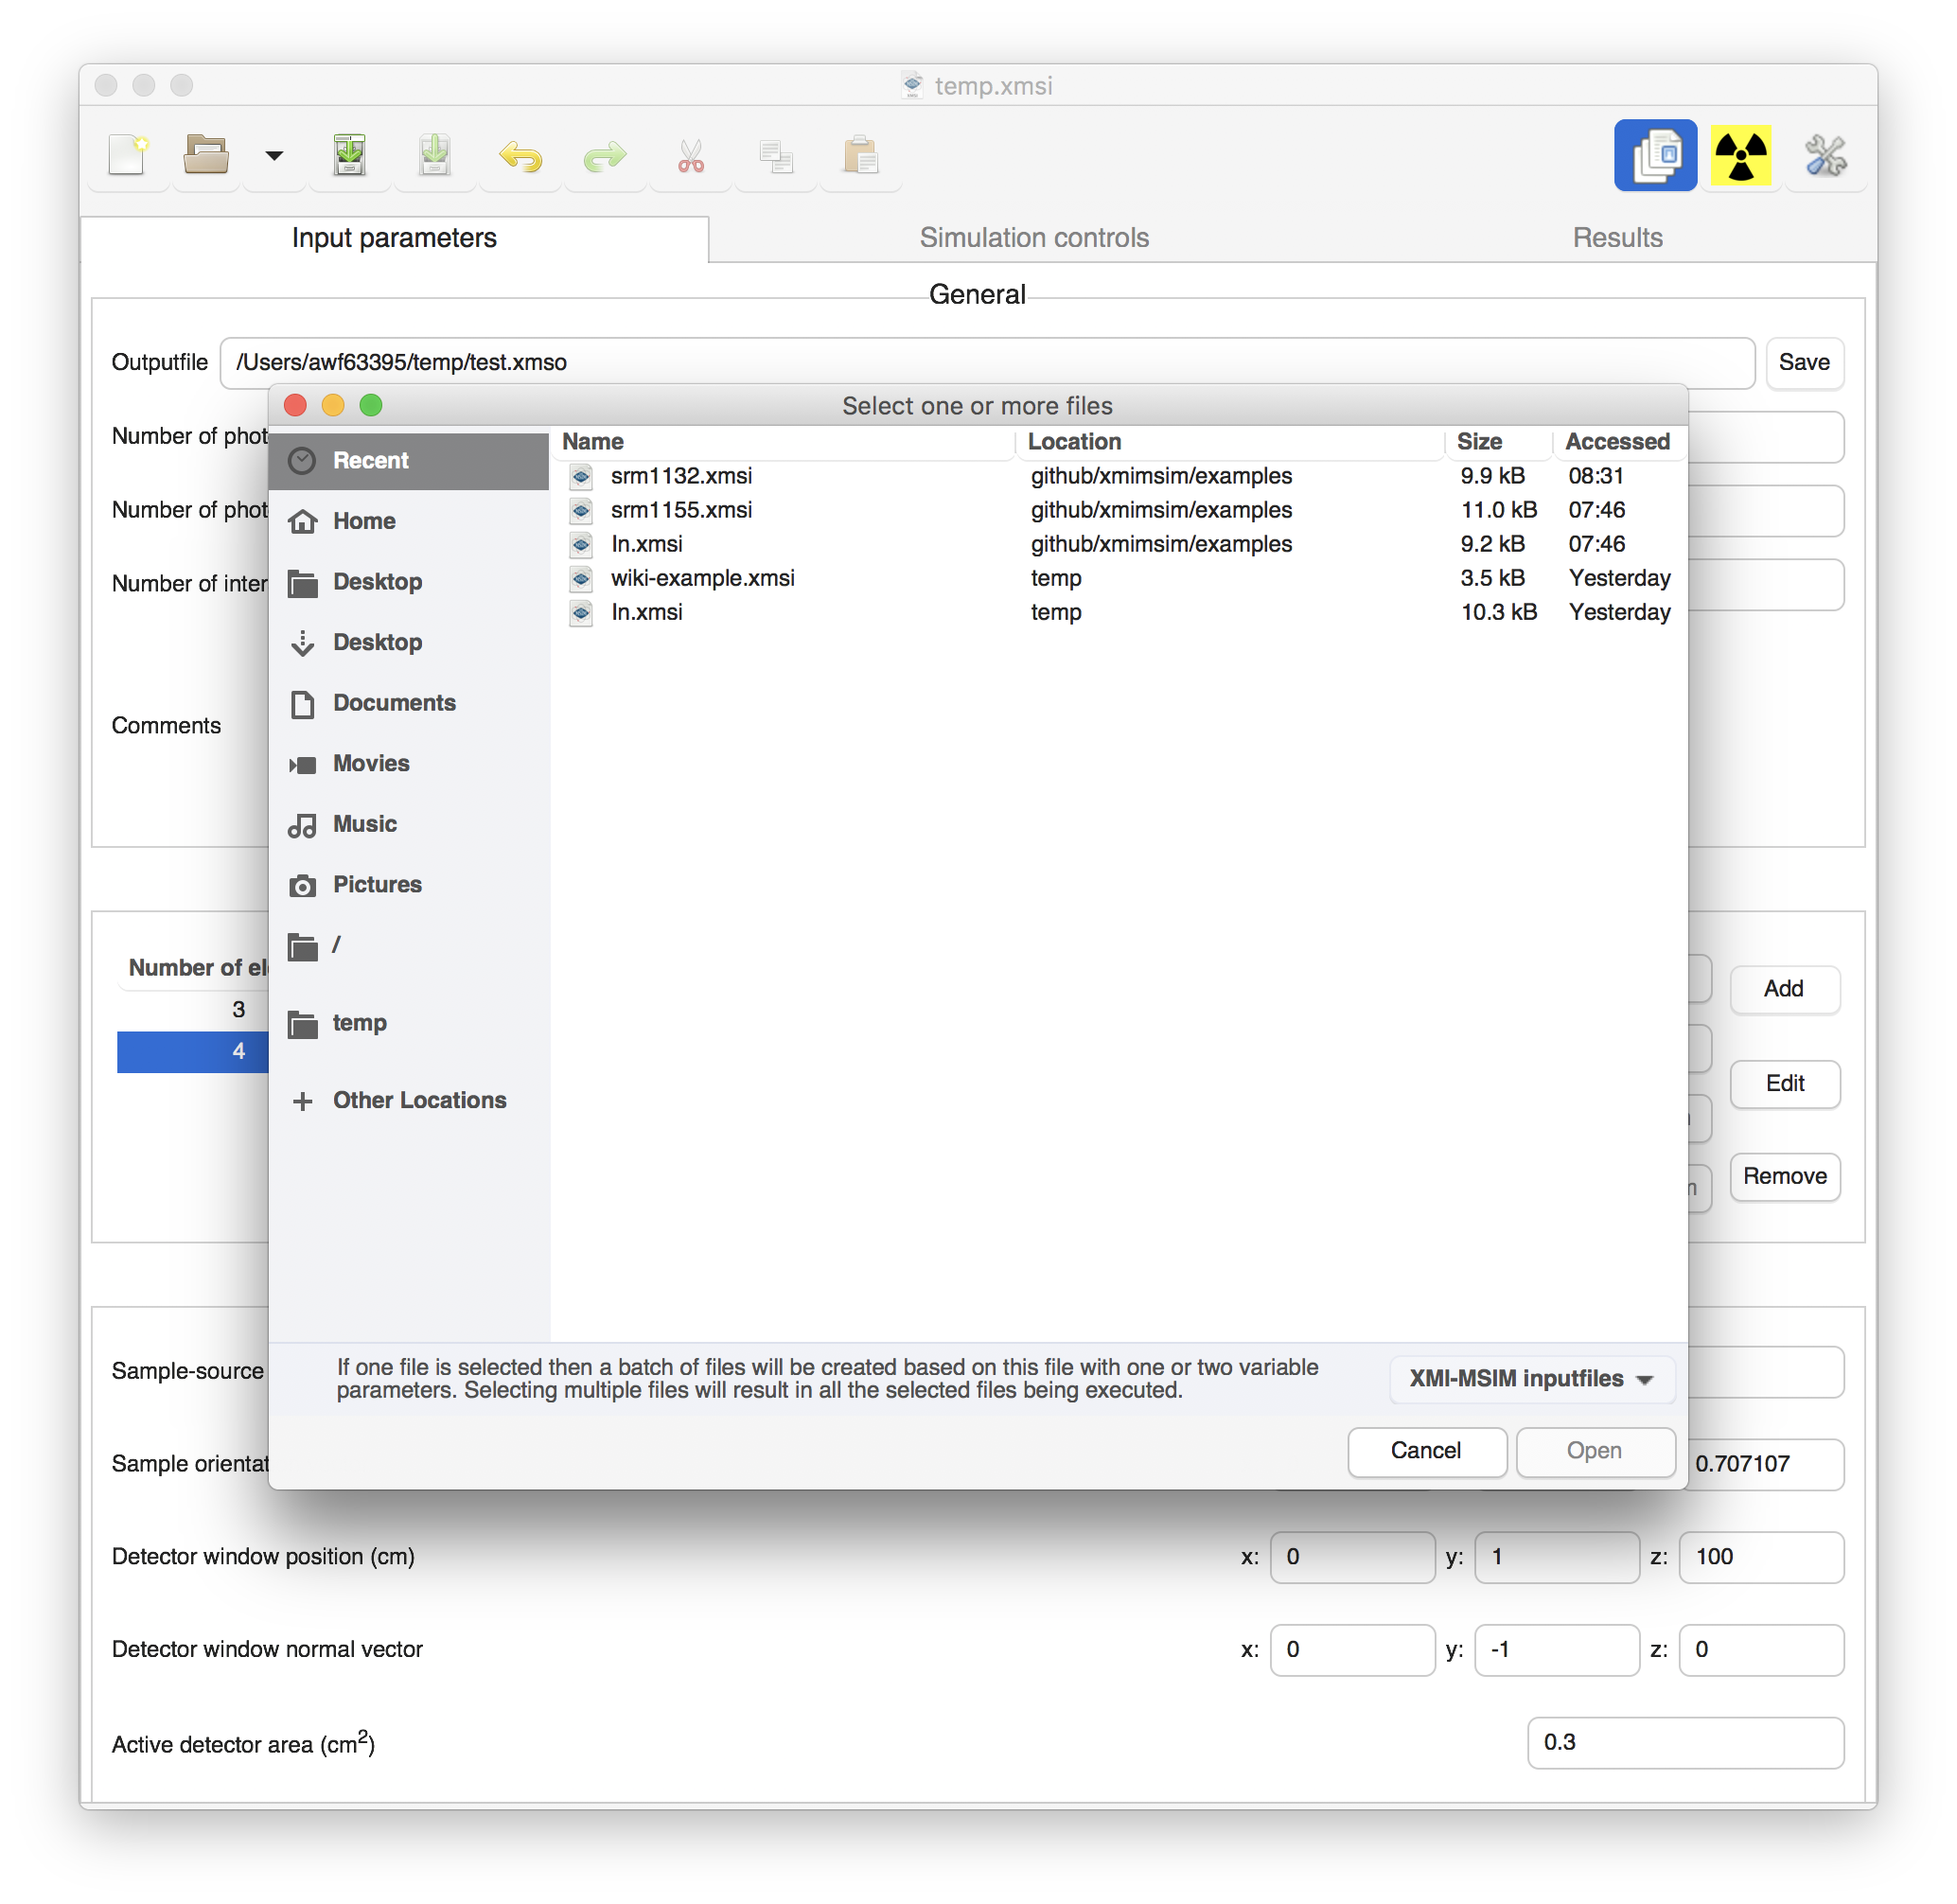 temp.xmsi
Input parameters
Simulation controls
Results
General
Outputfile
/Users/awf63395/temp/test.xmso
Save
Select one or more files
Number of phot
Number of phot
Number of inter
Comments
Recent
Home
Desktop
Desktop
Documents
Movies
Music
Pictures
/
temp
Other Locations
Name Location Size Accessed
srm1132.xmsi github/xmimsim/examples 9.9 kB 08:31
srm1155.xmsi github/xmimsim/examples 11.0 kB 07:46
In.xmsi github/xmimsim/examples 9.2 kB 07:46
wiki-example.xmsi temp 3.5 kB Yesterday
In.xmsi temp 10.3 kB Yesterday
Number of el
3
4
Add
Edit
Remove
If one file is selected then a batch of files will be created based on this file with one or two variable
parameters. Selecting multiple files will result in all the selected files being executed.
XMI-MSIM inputfiles
Cancel
Open
Sample-source
Sample orientat
0.707107
Detector window position (cm) x: 0 y: 1 z: 100
Detector window normal vector x: 0 y: -1 z: 0
Active detector area (cm²) 0.3